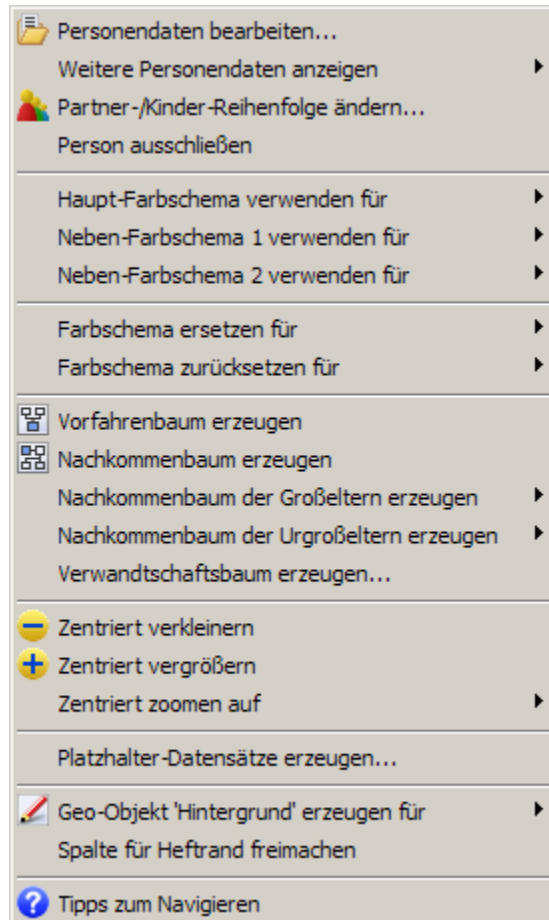 Personendaten bearbeiten...
Weitere Personendaten anzeigen
Partner-/Kinder-Reihenfolge ändern...
Person ausschließen
Haupt-Farbschema verwenden für
Neben-Farbschema 1 verwenden für
Neben-Farbschema 2 verwenden für
Farbschema ersetzen für
Farbschema zurücksetzen für
Vorfahrenbaum erzeugen
Nachkommenbaum erzeugen
Nachkommenbaum der Großeltern erzeugen
Nachkommenbaum der Urgroßeltern erzeugen
Verwandtschaftsbaum erzeugen...
Zentriert verkleinern
Zentriert vergrößern
Zentriert zoomen auf
Platzhalter-Datensätze erzeugen...
Geo-Objekt 'Hintergrund' erzeugen für
Spalte für Heftrand freimachen
Tipps zum Navigieren